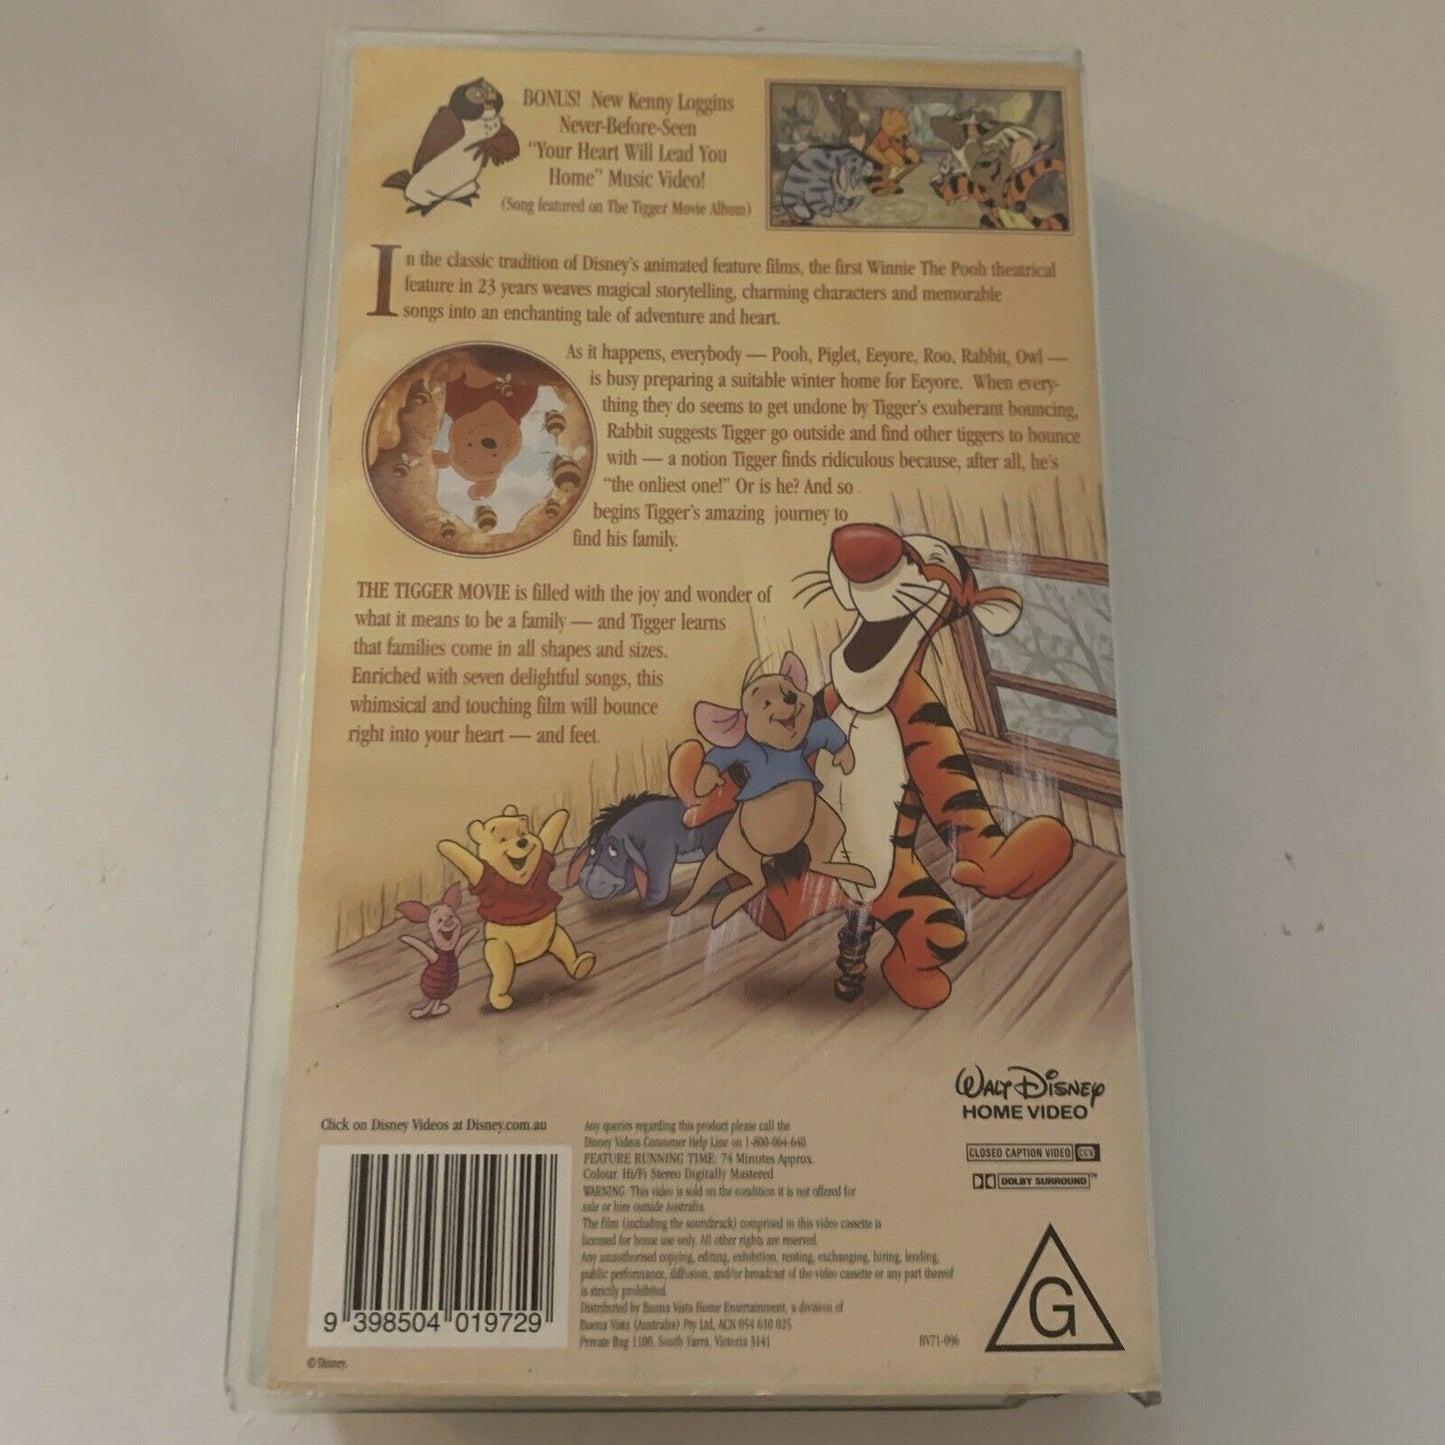 BONUS! New Kenny Loggins
Never-Before-Seen
"Your Heart Will Lead You
Home" Music Video!
(Song featured on The Tigger Movie Album)
In the classic tradition of Disney's animated feature films, the first Winnie The Pooh theatrical
feature in 23 years weaves magical storytelling, charming characters and memorable
songs into an enchanting tale of adventure and heart.
As it happens, everybody — Pooh, Piglet, Eeyore, Roo, Rabbit, Owl —
is busy preparing a suitable winter home for Eeyore. When every-
thing they do seems to get undone by Tigger's exuberant bouncing,
Rabbit suggests Tigger go outside and find other tiggers to bounce
with — a notion Tigger finds ridiculous because, after all, he's
"the onliest one!" Or is he? And so
begins Tigger's amazing journey to
find his family.
THE TIGGER MOVIE is filled with the joy and wonder of
what it means to be a family — and Tigger learns
that families come in all shapes and sizes.
Enriched with seven delightful songs, this
whimsical and touching film will bounce
right into your heart — and feet.
WALT DISNEY
HOME VIDEO
CLOSED CAPTION VIDEO CCV
DOLBY SURROUND™
Click on Disney Videos at Disney.com.au
9 398504 019729
© Disney.
Any queries regarding this product please call the
Disney Videos Consumer Help Line on 1-800-064-640.
FEATURE RUNNING TIME: 74 Minutes Approx.
Colour. Hi/Fi Stereo Digitally Mastered
WARNING: This video is sold on the condition it is not offered for
sale or hire outside Australia.
The film (including the soundtrack) comprised in this video cassette is
licensed for home use only. All other rights are reserved.
Any unauthorised copying, editing, exhibition, renting, exchanging, hiring, lending,
public performance, diffusion, and/or broadcast of the video cassette or any part thereof
is strictly prohibited.
Distributed by Buena Vista Home Entertainment, a division of
Buena Vista (Australia) Pty Ltd, ACN 054 610 025.
Private Bag 1100, South Yarra, Victoria 3141
BV71-096
G